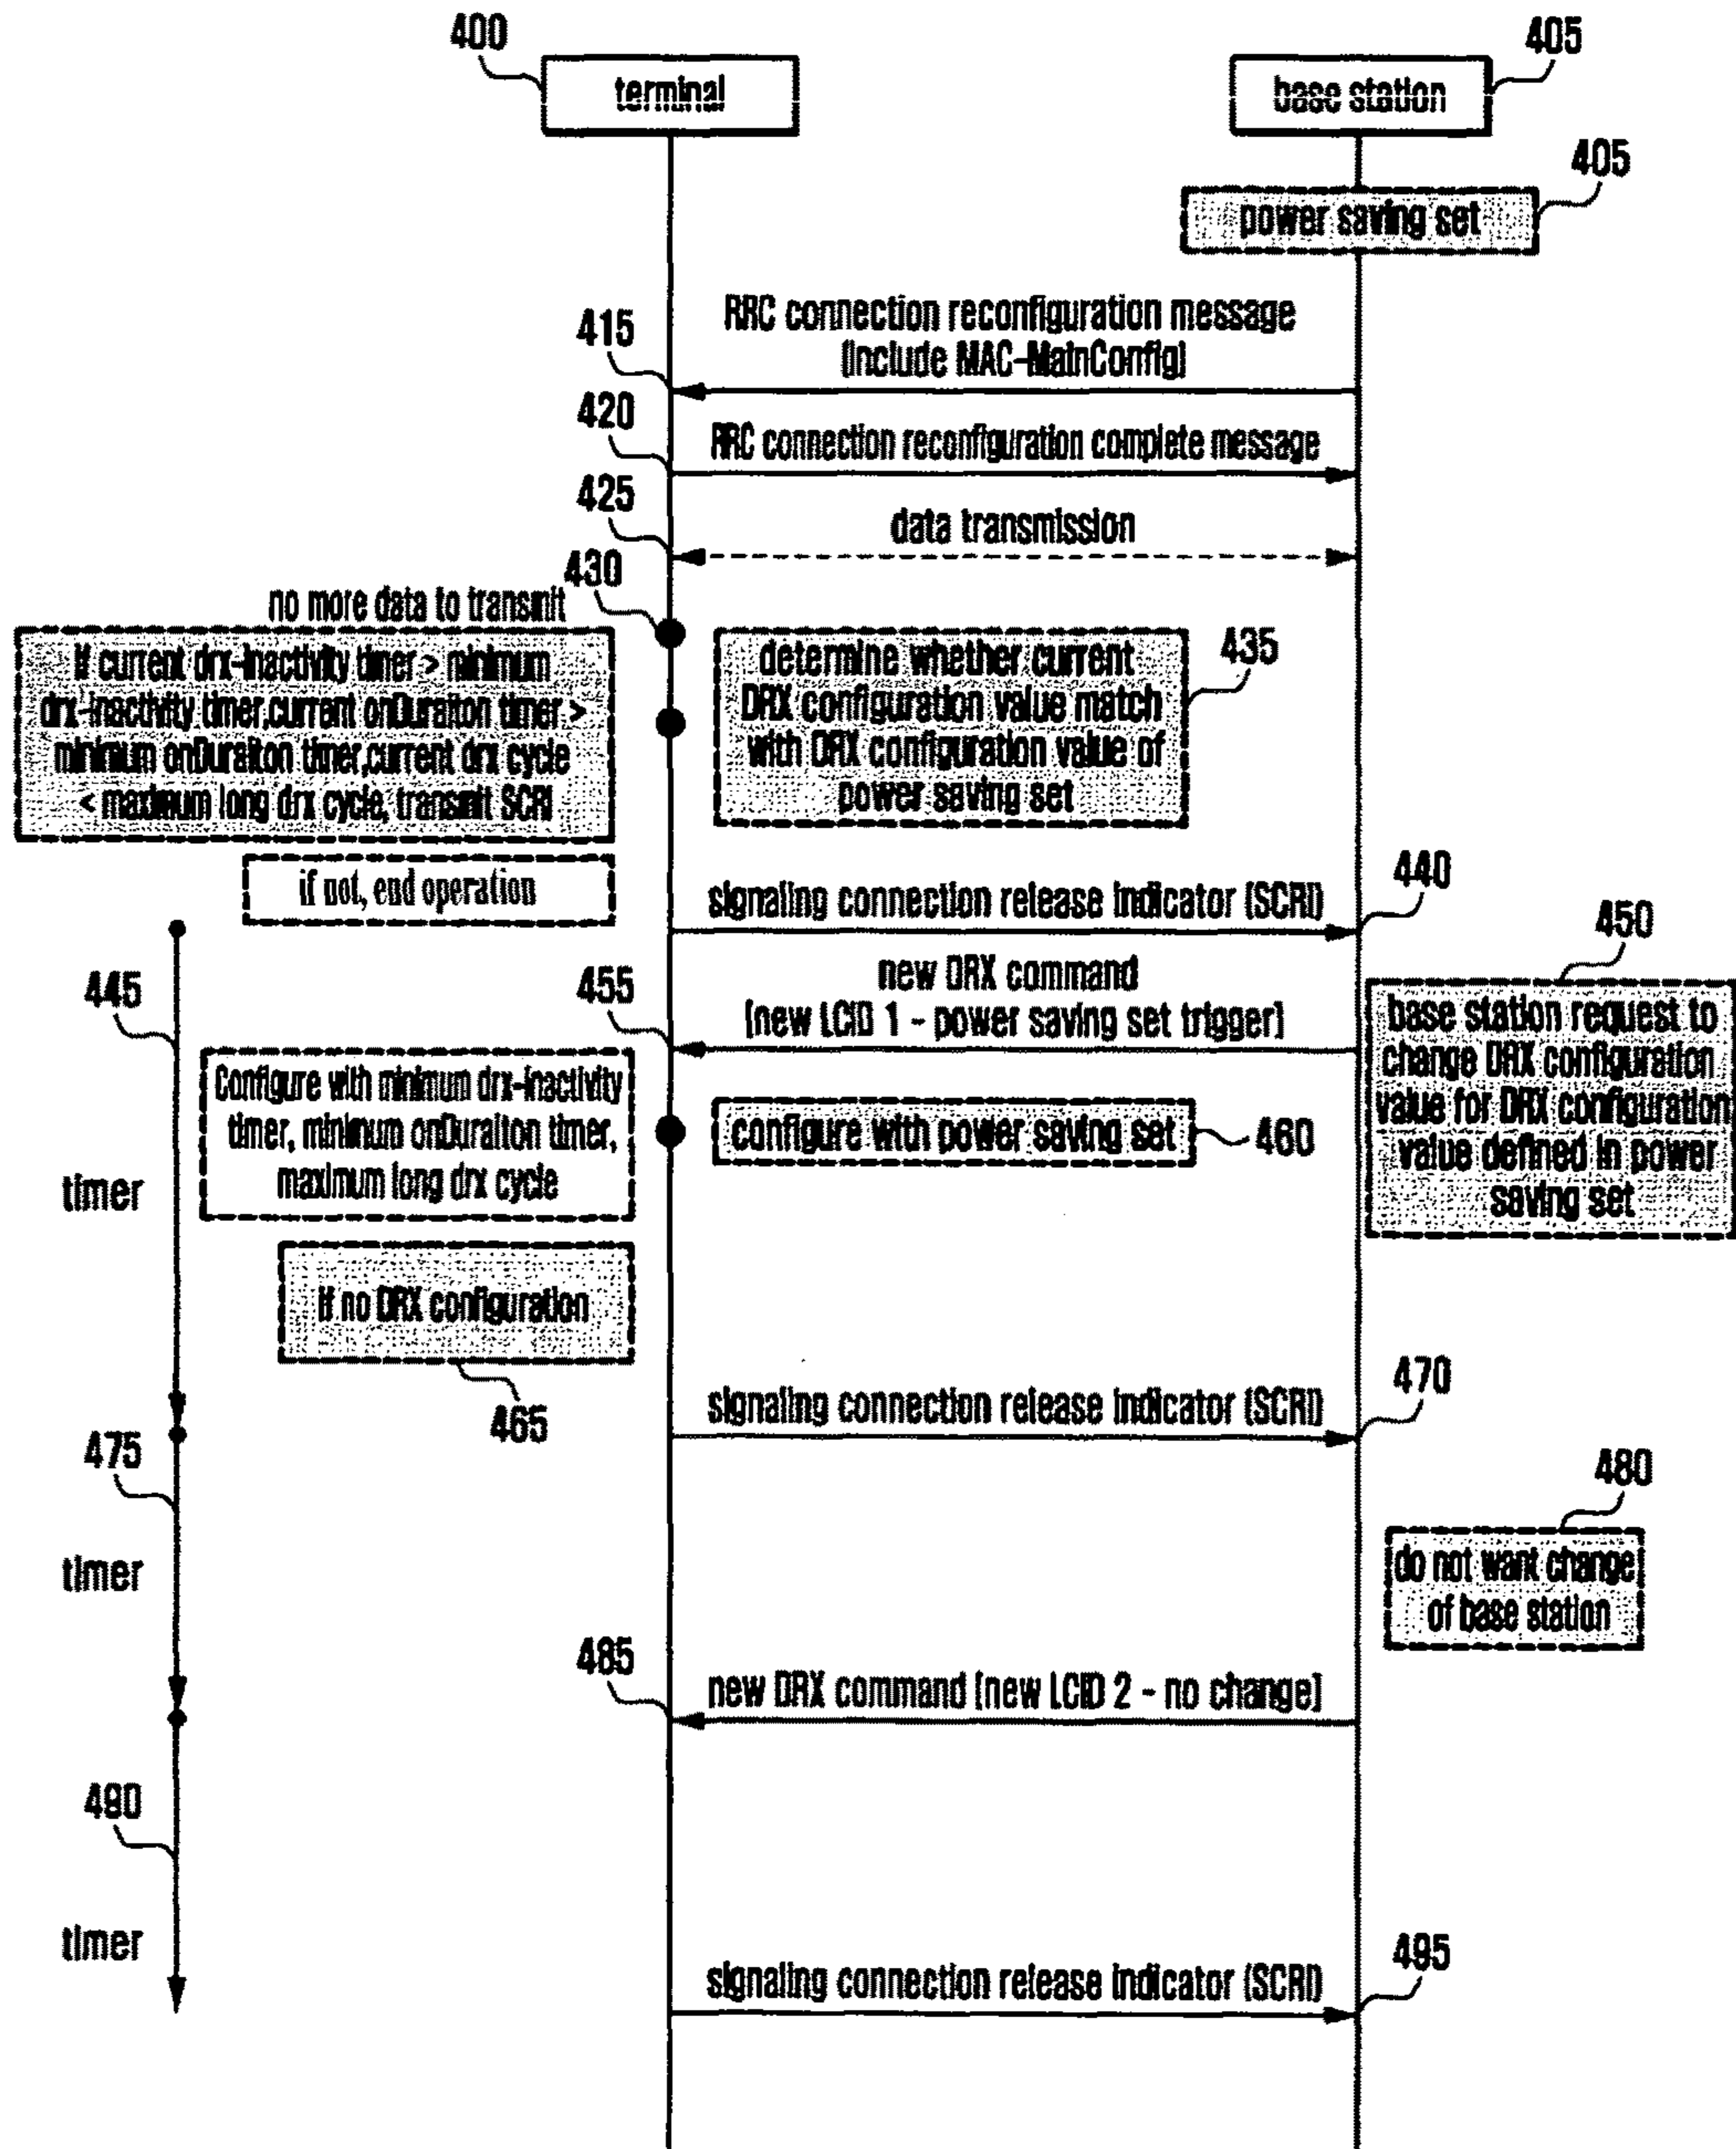 400
405
terminal
base station
405
power saving set
RRC connection reconfiguration message
(include MAC-MainConfig)
415
420
RRC connection reconfiguration complete message
425
data transmission
430
no more data to transmit
If current drx-inactivity timer > minimum
drx-inactivity timer,current onDuraiton timer >
minimum onDuraiton timer,current drx cycle
< maximum long drx cycle, transmit SCRI
determine whether current
DRX configuration value match
with DRX configuration value of
power saving set
435
if not, end operation
signaling connection release indicator (SCRI)
440
450
445
455
new DRX command
[new LCID 1 - power saving set trigger]
base station request to
change DRX configuration
value for DRX configuration
value defined in power
saving set
Configure with minimum drx-inactivity
timer, minimum onDuraiton timer,
maximum long drx cycle
configure with power saving set
460
timer
If no DRX configuration
465
signaling connection release indicator (SCRI)
470
475
480
timer
do not want change
of base station
485
new DRX command [new LCID 2 - no change]
490
timer
signaling connection release indicator (SCRI)
495